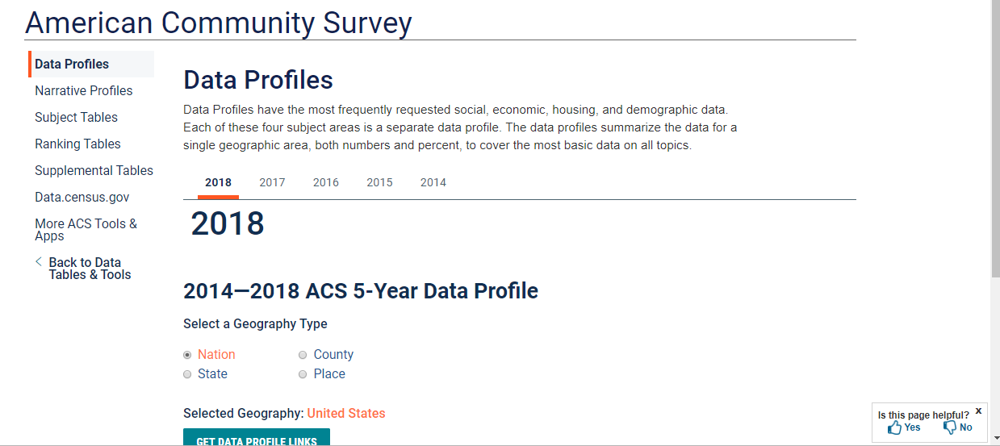 American Community Survey
Data Profiles
Narrative Profiles
Subject Tables
Ranking Tables
Supplemental Tables
Data.census.gov
More ACS Tools &
Apps
Back to Data
Tables & Tools
Data Profiles
Data Profiles have the most frequently requested social, economic, housing, and demographic data.
Each of these four subject areas is a separate data profile. The data profiles summarize the data for a
single geographic area, both numbers and percent, to cover the most basic data on all topics.
2018 2017 2016 2015 2014
2018
2014—2018 ACS 5-Year Data Profile
Select a Geography Type
Nation County
State Place
Selected Geography: United States
GET DATA PROFILE LINKS
Is this page helpful? x
Yes No